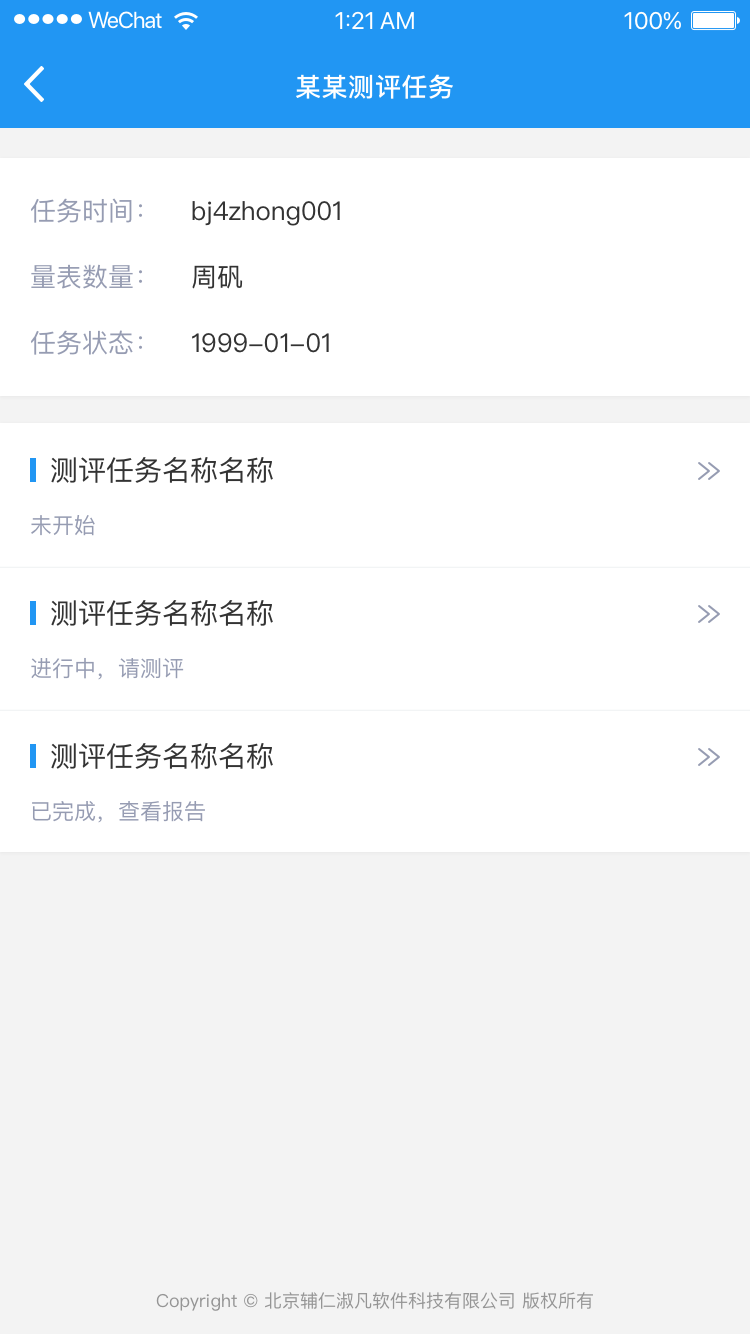 WeChat 1:21 AM 100%
某某测评任务
任务时间： bj4zhong001
量表数量： 周矾
任务状态： 1999-01-01
测评任务名称名称
未开始
测评任务名称名称
进行中，请测评
测评任务名称名称
已完成，查看报告
Copyright © 北京辅仁淑凡软件科技有限公司 版权所有